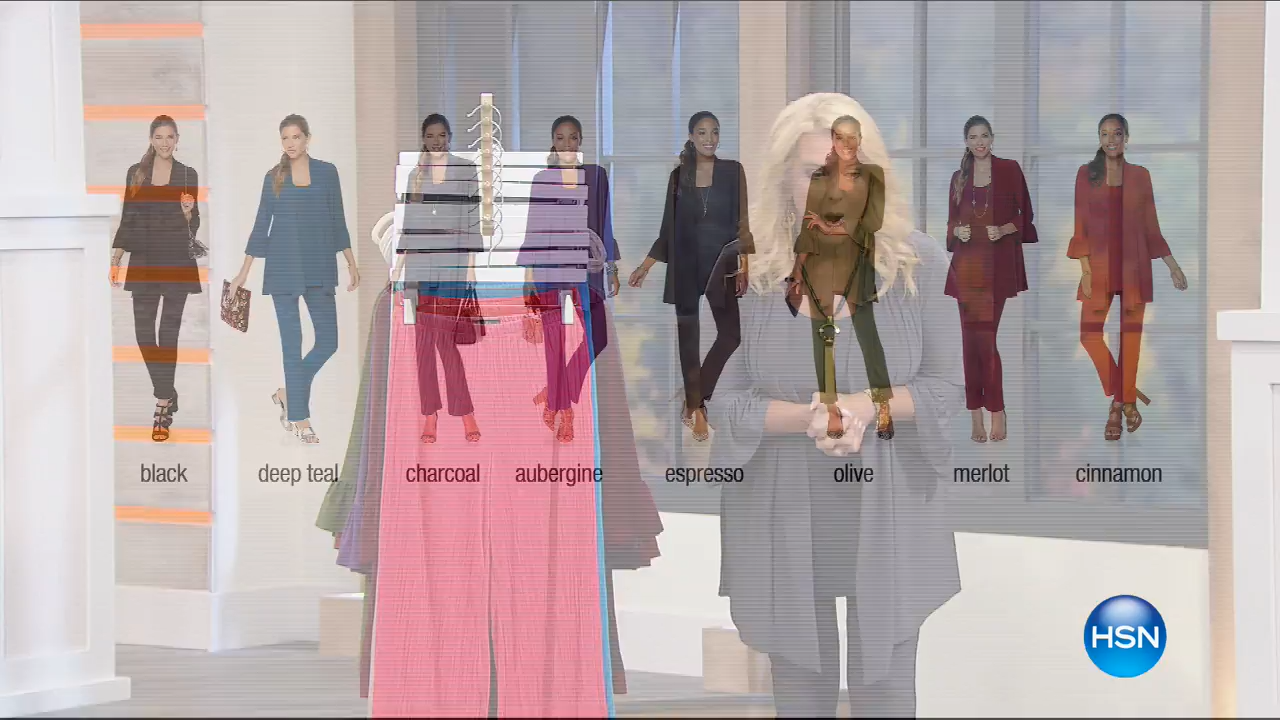 black
deep teal
charcoal
aubergine
espresso
olive
merlot
cinnamon
HSN